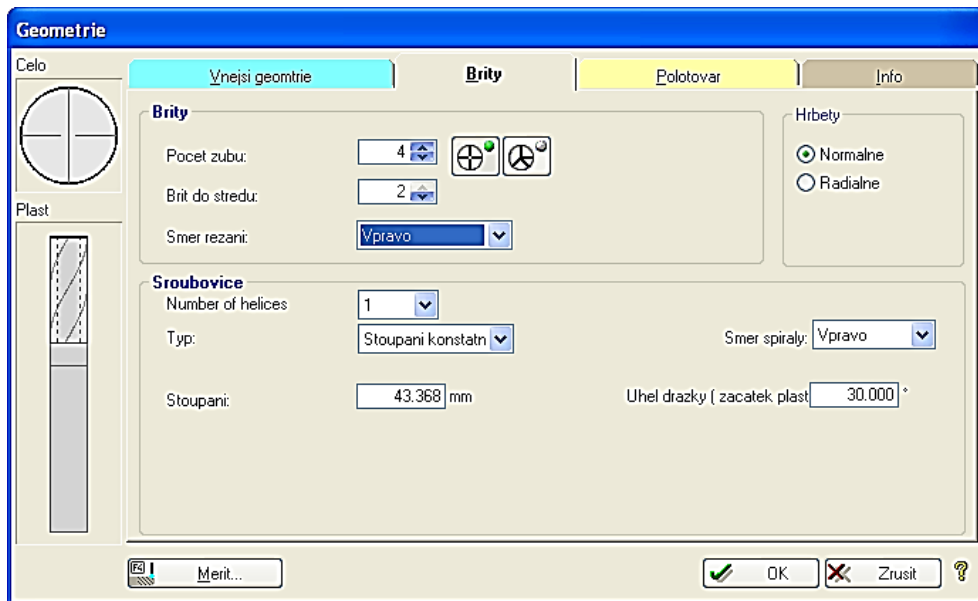 Geometrie
Celo
Plast
Vnejsi geomtrie
Brity
Polotovar
Info
Brity
Pocet zubu: 4
Brit do stredu: 2
Smer rezani: Vpravo
Hrbety
Normalne
Radialne
Sroubovice
Number of helices 1
Typ: Stoupani konstatn
Smer spiraly: Vpravo
Stoupani: 43.368 mm
Uhel drazky ( zacatek plast 30.000 °
F4
Merit...
OK
Zrusit
?